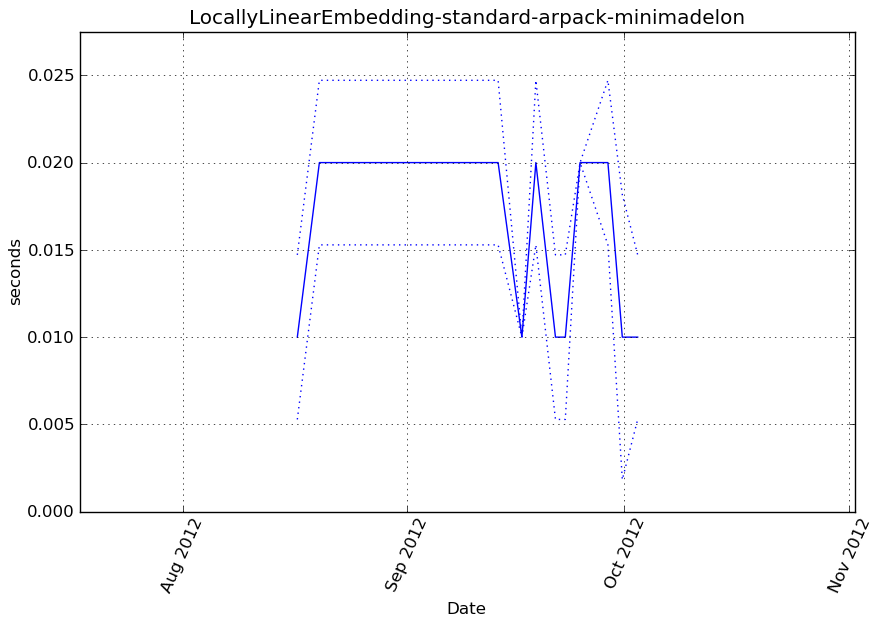 LocallyLinearEmbedding-standard-arpack-minimadelon
0.025
0.020
0.015
0.010
0.005
0.000
seconds
Aug 2012
Sep 2012
Oct 2012
Nov 2012
Date